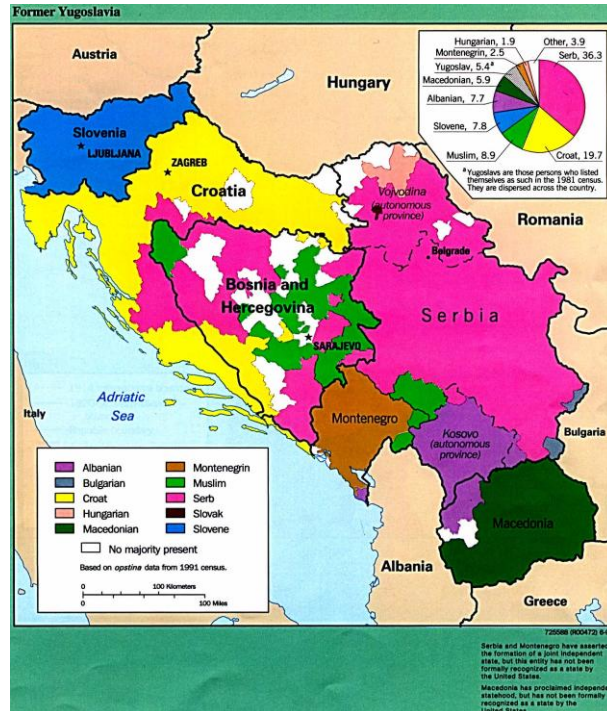 Former Yugoslavia
Hungarian, 1.9
Other, 3.9
Montenegrin, 2.5
Serb, 36.3
Yugoslav, 5.4a
Macedonian, 5.9
Albanian, 7.7
Slovene, 7.8
Muslim, 8.9
Croat, 19.7
a Yugoslavs are those persons who listed
themselves as such in the 1981 census.
They are dispersed across the country.
Austria
Hungary
Slovenia
LJUBLJANA
ZAGREB
Croatia
Vojvodina
(autonomous
province)
Romania
Belgrade
Bosnia and
Hercegovina
Serbia
SARAJEVO
Adriatic
Sea
Italy
Montenegro
Kosovo
(autonomous
province)
Bulgaria
Macedonia
Albania
Greece
Albanian
Bulgarian
Croat
Hungarian
Macedonian
Montenegrin
Muslim
Serb
Slovak
Slovene
No majority present
Based on opstina data from 1991 census.
0 100 Kilometers
0 100 Miles
725588 (R00472) 6-
Serbia and Montenegro have asserted
the formation of a joint independent
state, but this entity has not been
formally recognized as a state by
the United States.
Macedonia has proclaimed independe
statehood, but has not been formally
recognized as a state by the
United States.